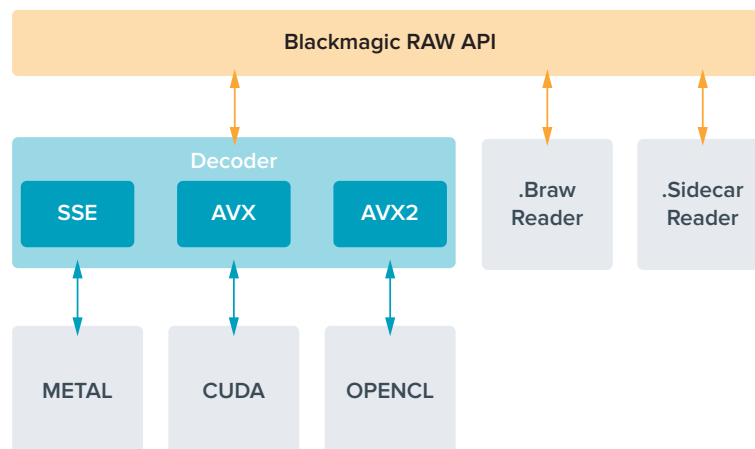 Blackmagic RAW API
Decoder
SSE
AVX
AVX2
.Braw
Reader
.Sidecar
Reader
METAL
CUDA
OPENCL